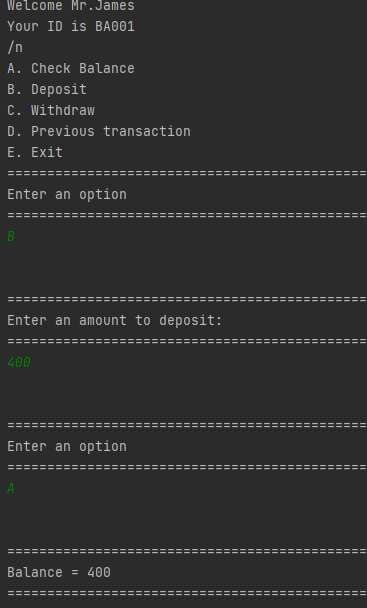 Welcome Mr.James
Your ID is BA001
/n
A. Check Balance
B. Deposit
C. Withdraw
D. Previous transaction
E. Exit
=============================================
Enter an option
=============================================
B
=============================================
Enter an amount to deposit:
=============================================
400
=============================================
Enter an option
=============================================
A
=============================================
Balance = 400
=============================================